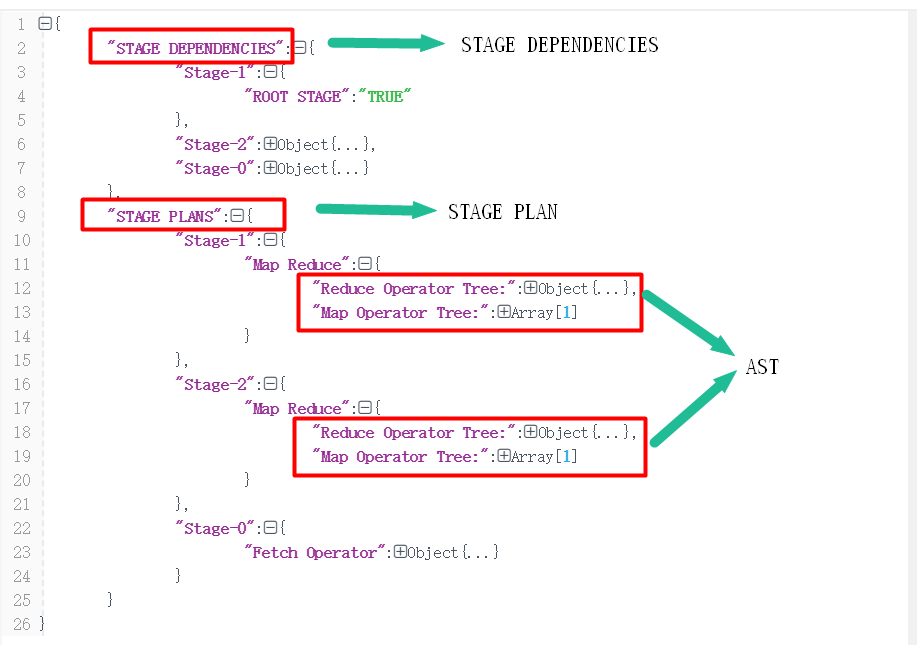 1 {
2 "STAGE DEPENDENCIES":{ STAGE DEPENDENCIES
3 "Stage-1":{
4 "ROOT STAGE":"TRUE"
5 },
6 "Stage-2":Object{...},
7 "Stage-0":Object{...}
8 },
9 "STAGE PLANS":{ STAGE PLAN
10 "Stage-1":{
11 "Map Reduce":{
12 "Reduce Operator Tree:":Object{...},
13 "Map Operator Tree:":Array[1]
14 }
15 },
AST
16 "Stage-2":{
17 "Map Reduce":{
18 "Reduce Operator Tree:":Object{...},
19 "Map Operator Tree:":Array[1]
20 }
21 },
22 "Stage-0":{
23 "Fetch Operator":Object{...}
24 }
25 }
26 }